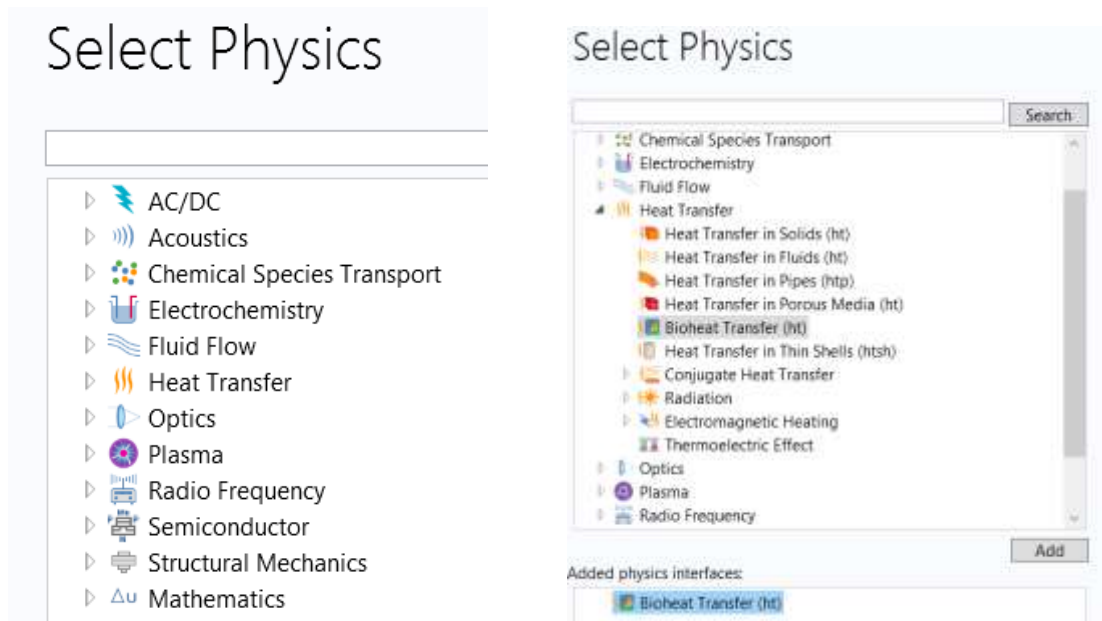 Select Physics
AC/DC
Acoustics
Chemical Species Transport
Electrochemistry
Fluid Flow
Heat Transfer
Optics
Plasma
Radio Frequency
Semiconductor
Structural Mechanics
Δu Mathematics
Select Physics
Search
Chemical Species Transport
Electrochemistry
Fluid Flow
Heat Transfer
Heat Transfer in Solids (ht)
Heat Transfer in Fluids (ht)
Heat Transfer in Pipes (htp)
Heat Transfer in Porous Media (ht)
Bioheat Transfer (ht)
Heat Transfer in Thin Shells (htsh)
Conjugate Heat Transfer
Radiation
Electromagnetic Heating
Thermoelectric Effect
Optics
Plasma
Radio Frequency
Add
Added physics interfaces:
Bioheat Transfer (ht)